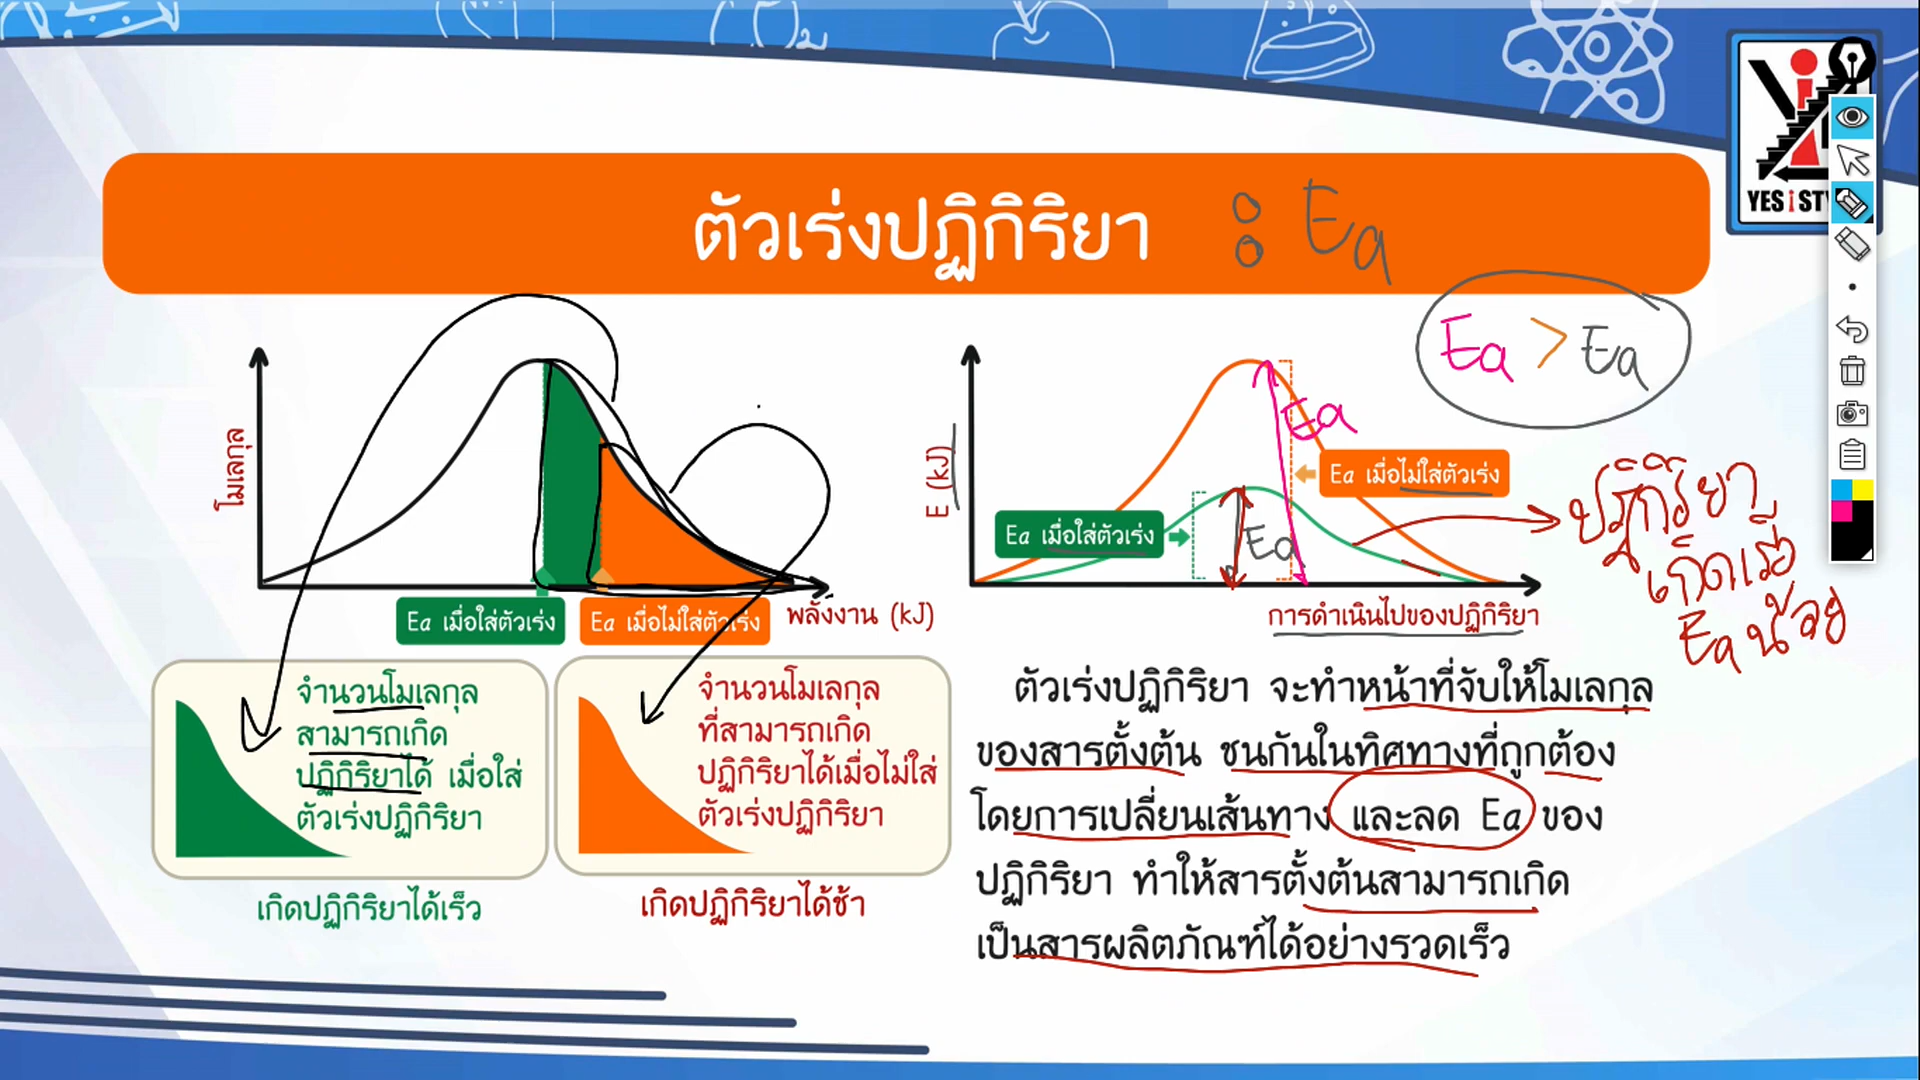 YES i STY
ตัวเร่งปฏิกิริยา : Ea
Ea > Ea
โมเลกุล
Ea เมื่อใส่ตัวเร่ง
Ea เมื่อไม่ใส่ตัวเร่ง
พลังงาน (kJ)
E (kJ)
Ea
Ea เมื่อไม่ใส่ตัวเร่ง
Ea เมื่อใส่ตัวเร่ง
Ea
การดำเนินไปของปฏิกิริยา
ปฏิกิริยา
เกิดเร็ว
Ea น้อย
จำนวนโมเลกุล
สามารถเกิด
ปฏิกิริยาได้ เมื่อใส่
ตัวเร่งปฏิกิริยา
เกิดปฏิกิริยาได้เร็ว
จำนวนโมเลกุล
ที่สามารถเกิด
ปฏิกิริยาได้เมื่อไม่ใส่
ตัวเร่งปฏิกิริยา
เกิดปฏิกิริยาได้ช้า
ตัวเร่งปฏิกิริยา จะทำหน้าที่จับให้โมเลกุล
ของสารตั้งต้น ชนกันในทิศทางที่ถูกต้อง
โดยการเปลี่ยนเส้นทาง และลด Ea ของ
ปฏิกิริยา ทำให้สารตั้งต้นสามารถเกิด
เป็นสารผลิตภัณฑ์ได้อย่างรวดเร็ว